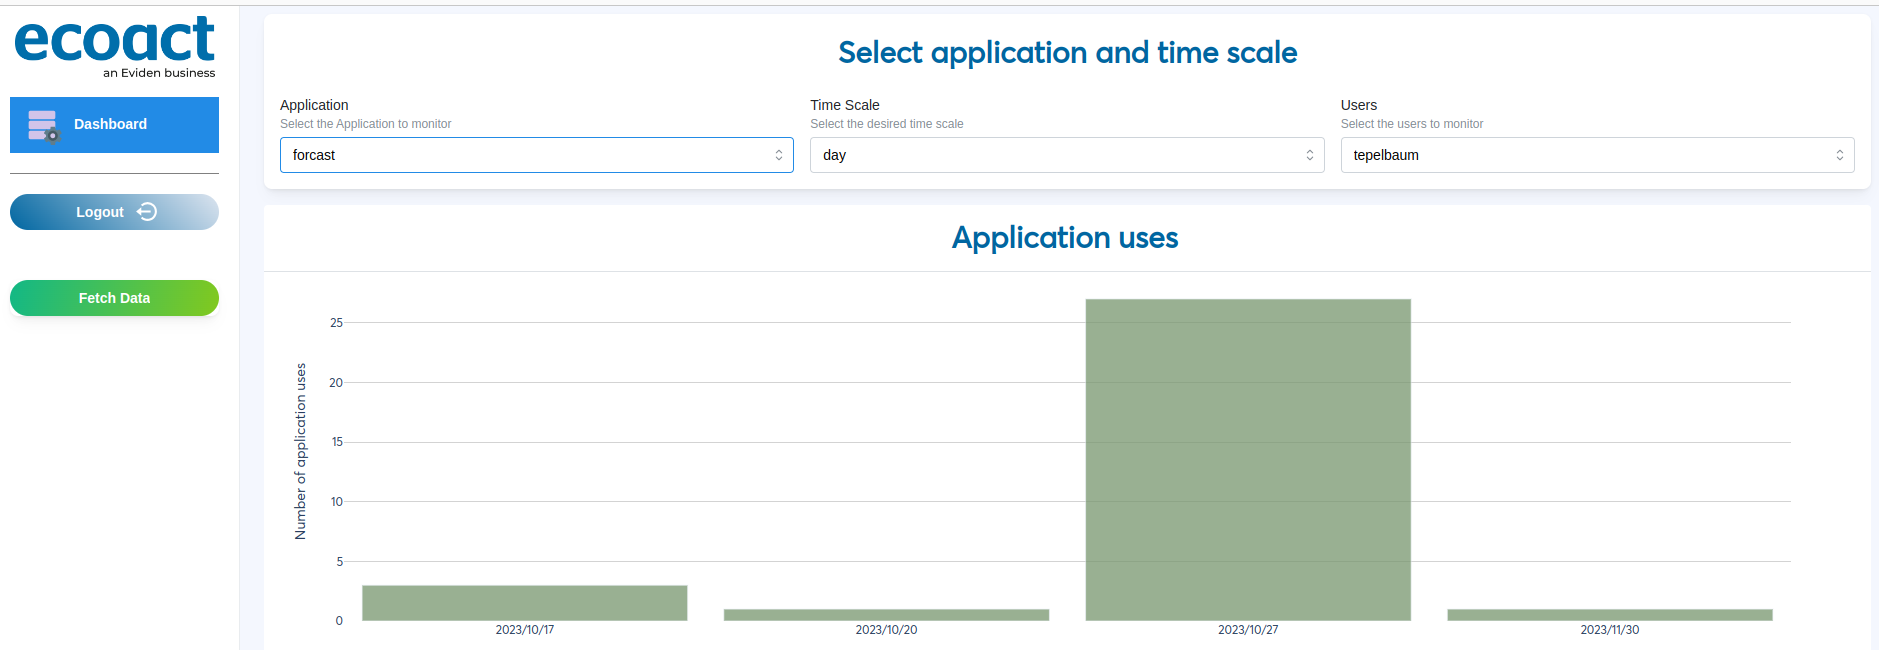 ecoact
an Eviden business
Dashboard
Logout
Fetch Data
Select application and time scale
Application
Select the Application to monitor
forcast
Time Scale
Select the desired time scale
day
Users
Select the users to monitor
tepelbaum
Application uses
Number of application uses
25
20
15
10
5
0
2023/10/17
2023/10/20
2023/10/27
2023/11/30